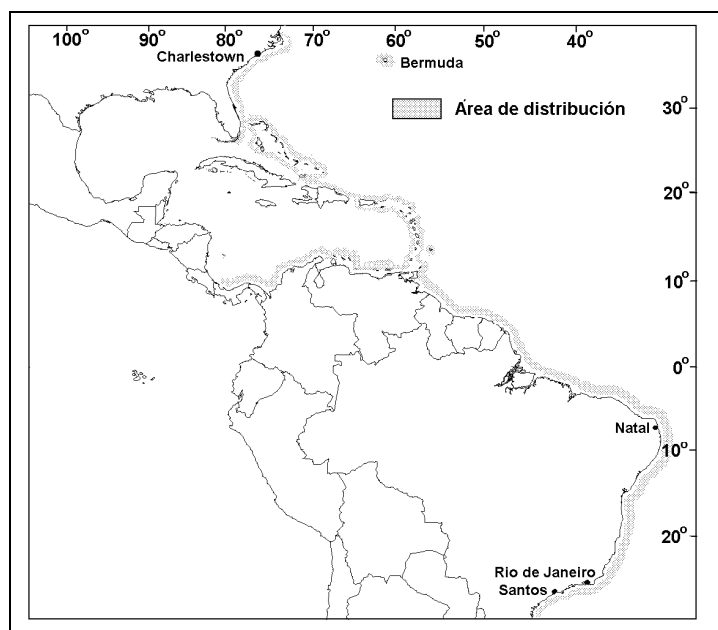 100° 90° 80° 70° 60° 50° 40°
Charlestown
Bermuda
Área de distribución
30°
20°
10°
0°
Natal
10°
20°
Rio de Janeiro
Santos